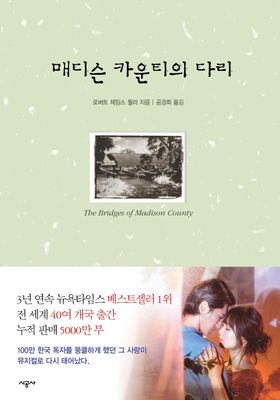 매디슨 카운티의 다리
로버트 제임스 월러 지음 | 공경희 옮김
The Bridges of Madison County
3년 연속 뉴욕타임스 베스트셀러 1위
전 세계 40여 개국 출간
누적 판매 5000만 부
100만 한국 독자를 뭉클하게 했던 그 사랑이
뮤지컬로 다시 태어났다.
시공사